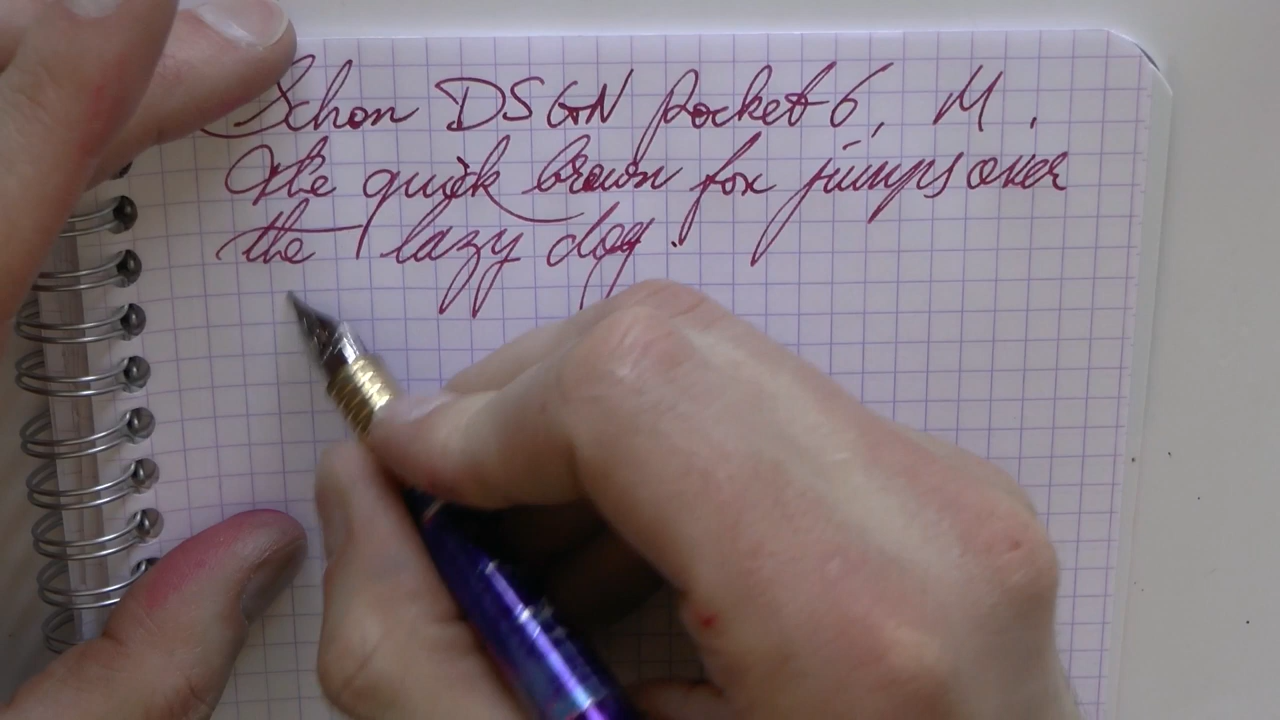 Schon DSGN Pocket 6, M.
The quick brown fox jumps over
the lazy dog.